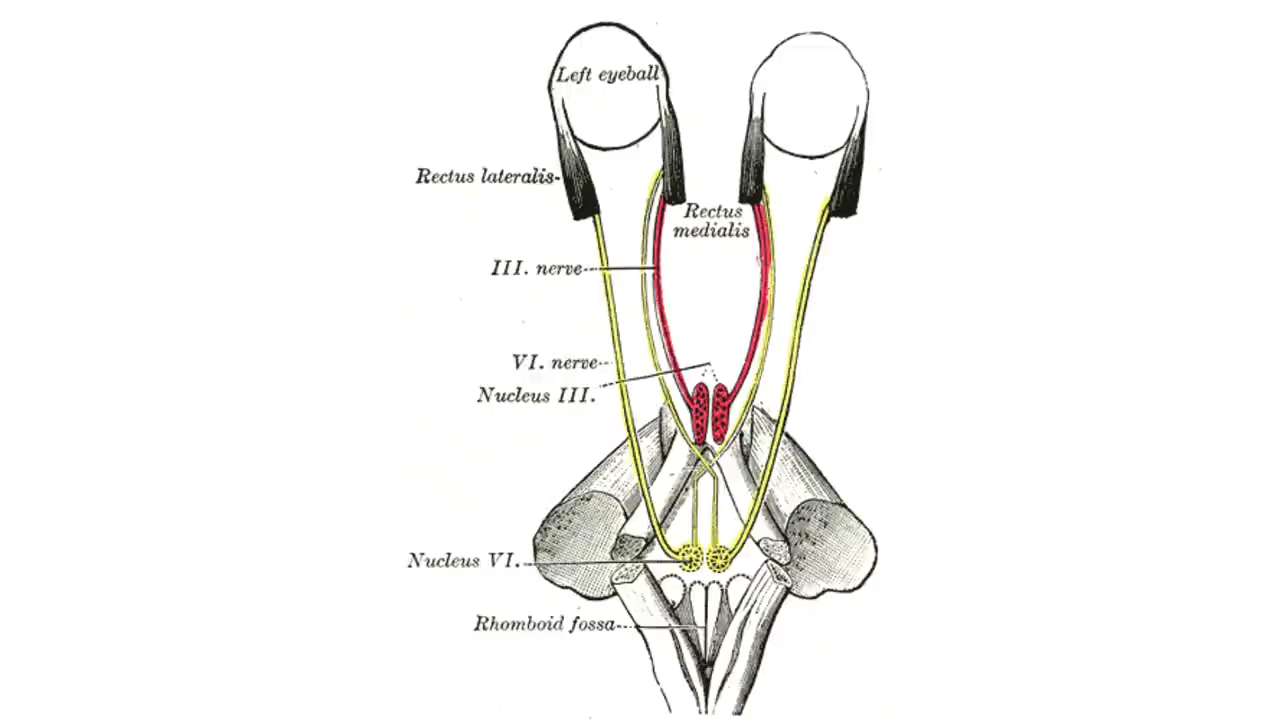 Left eyeball
Rectus lateralis
Rectus
medialis
III. nerve
VI. nerve
Nucleus III.
Nucleus VI.
Rhomboid fossa